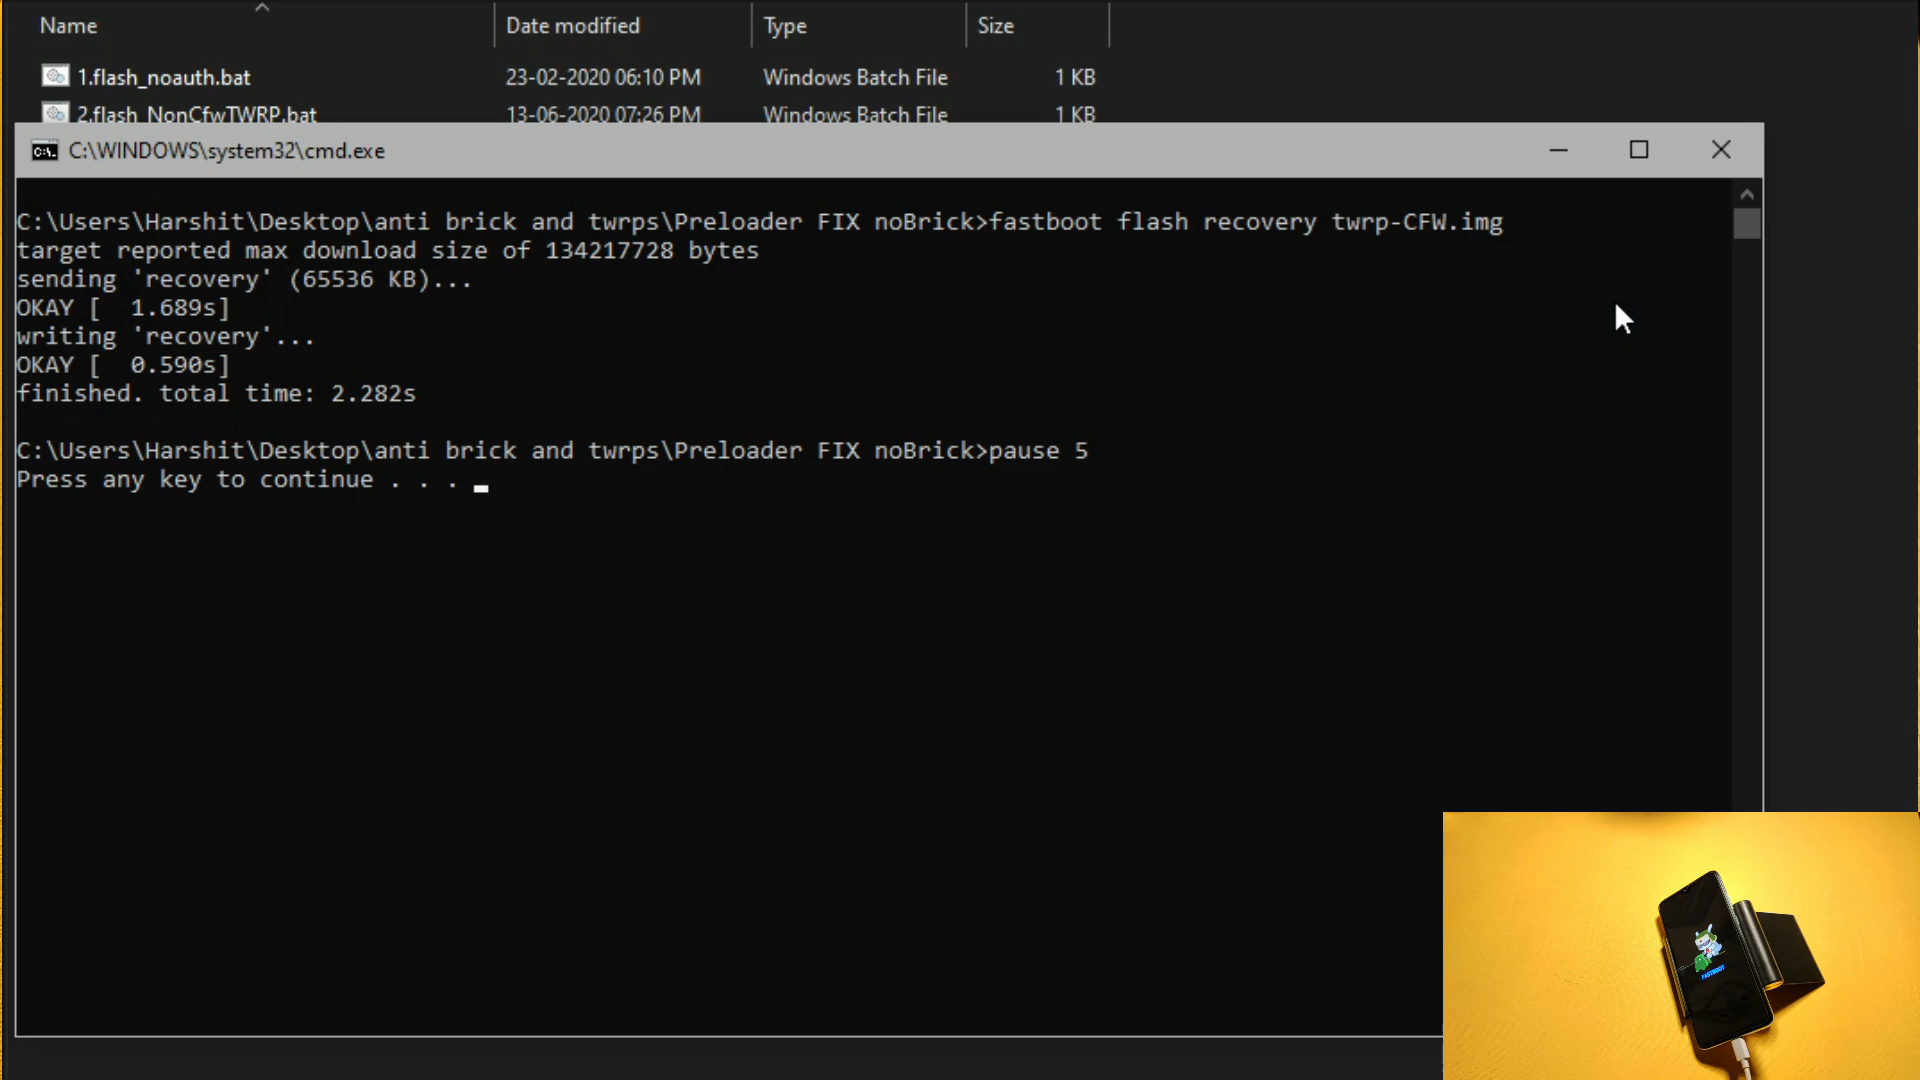 Name Date modified Type Size
1.flash_noauth.bat 23-02-2020 06:10 PM Windows Batch File 1 KB
2.flash_NonCfwTWRP.bat 13-06-2020 07:26 PM Windows Batch File 1 KB
C:\WINDOWS\system32\cmd.exe
C:\Users\Harshit\Desktop\anti brick and twrps\Preloader FIX noBrick>fastboot flash recovery twrp-CFW.img
target reported max download size of 134217728 bytes
sending 'recovery' (65536 KB)...
OKAY [  1.689s]
writing 'recovery'...
OKAY [  0.590s]
finished. total time: 2.282s
C:\Users\Harshit\Desktop\anti brick and twrps\Preloader FIX noBrick>pause 5
Press any key to continue . . .
FASTBOOT